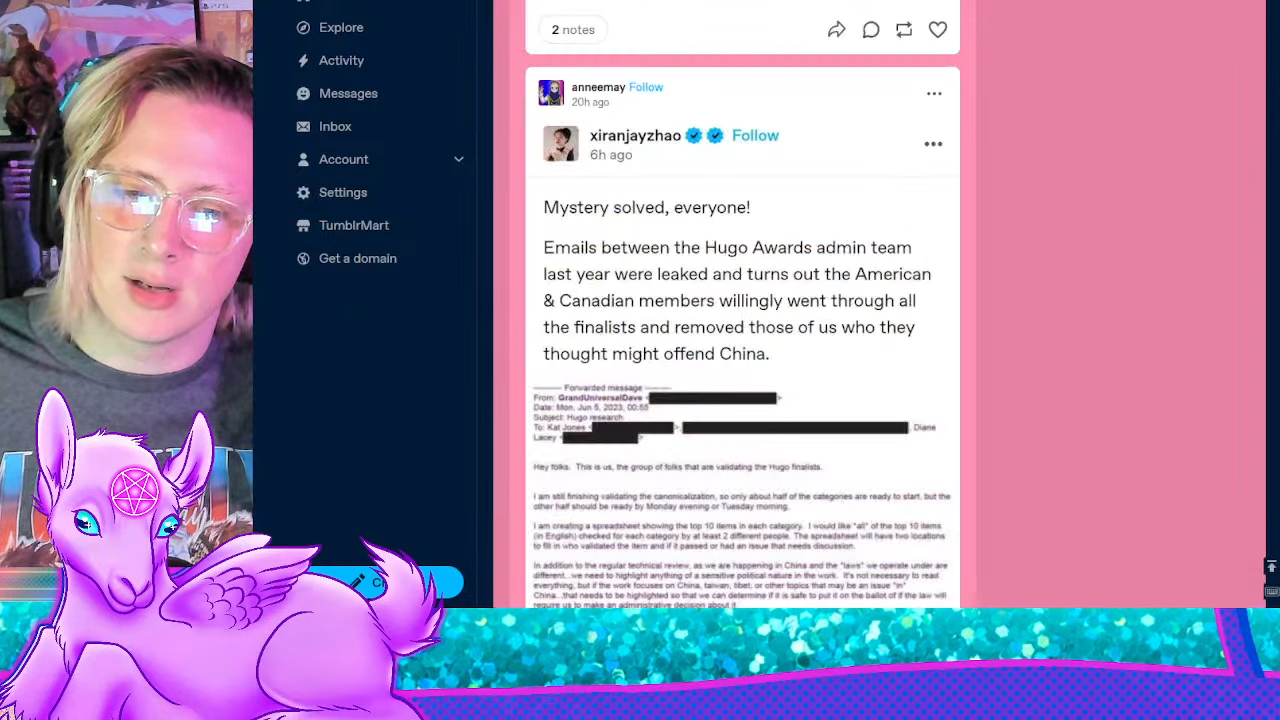 Explore
Activity
Messages
Inbox
Account
Settings
TumblrMart
Get a domain
2 notes
anneemay Follow
20h ago
xiranjayzhao Follow
6h ago
Mystery solved, everyone!
Emails between the Hugo Awards admin team
last year were leaked and turns out the American
& Canadian members willingly went through all
the finalists and removed those of us who they
thought might offend China.
---------- Forwarded message ----------
From: GrandUniversalDave < >
Date: Mon, Jun 5, 2023, 00:55
Subject: Hugo research
To: Kat Jones < > , Diane
Lacey < >
Hey folks. This is us, the group of folks that are validating the Hugo finalists.
I am still finishing validating the canonicalization, so only about half of the categories are ready to start, but the
other half should be ready by Monday evening or Tuesday morning.
I am creating a spreadsheet showing the top 10 items in each category. I would like *all* of the top 10 items
(in English) checked for each category by at least 2 different people. The spreadsheet will have two locations
to fill in who validated the item and if it passed or had an issue that needs discussion.
In addition to the regular technical review, as we are happening in China and the *laws* we operate under are
different...we need to highlight anything of a sensitive political nature in the work. It's not necessary to read
everything, but if the work focuses on China, taiwan, tibet, or other topics that may be an issue *in*
China...that needs to be highlighted so that we can determine if it is safe to put it on the ballot of if the law will
require us to make an administrative decision about it.